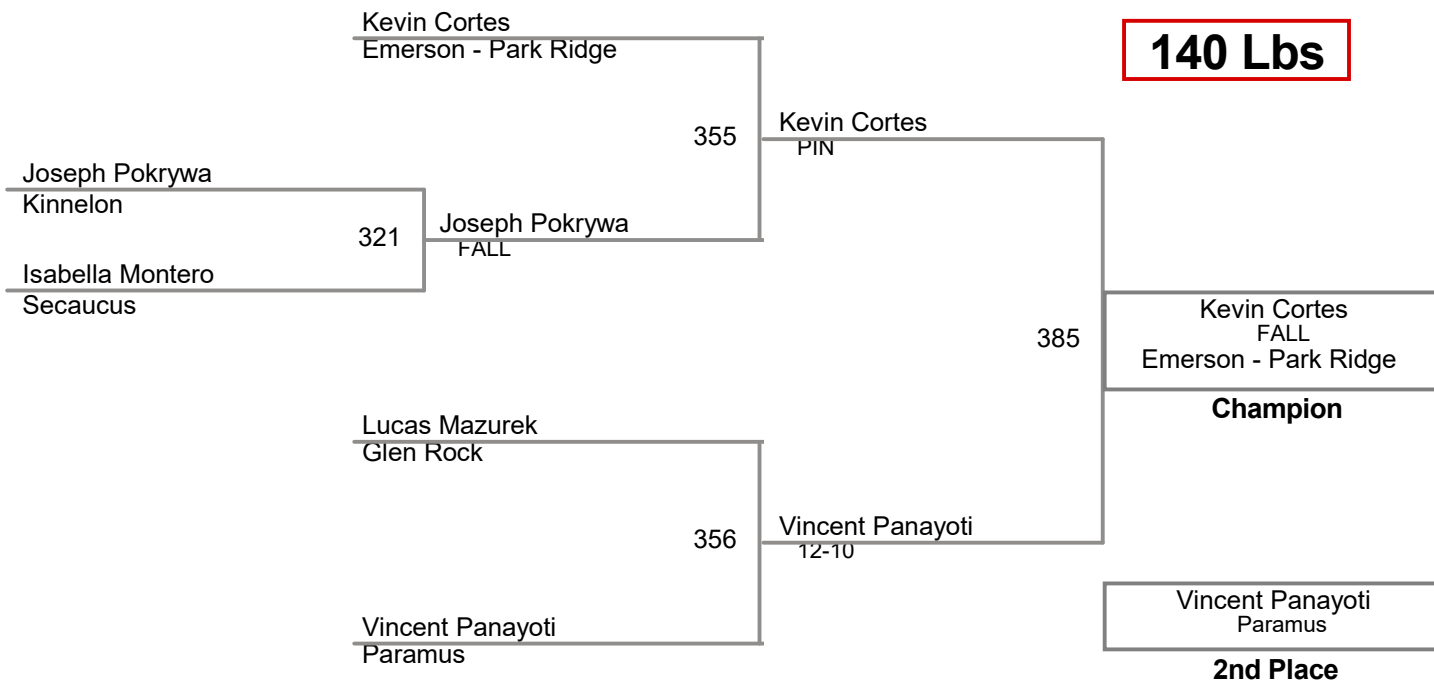 Kevin Cortes
Emerson - Park Ridge
140 Lbs
355
Kevin Cortes
PIN
Joseph Pokrywa
Kinnelon
321
Joseph Pokrywa
FALL
Isabella Montero
Secaucus
Kevin Cortes
FALL
Emerson - Park Ridge
385
Champion
Lucas Mazurek
Glen Rock
356
Vincent Panayoti
12-10
Vincent Panayoti
Paramus
Vincent Panayoti
Paramus
2nd Place